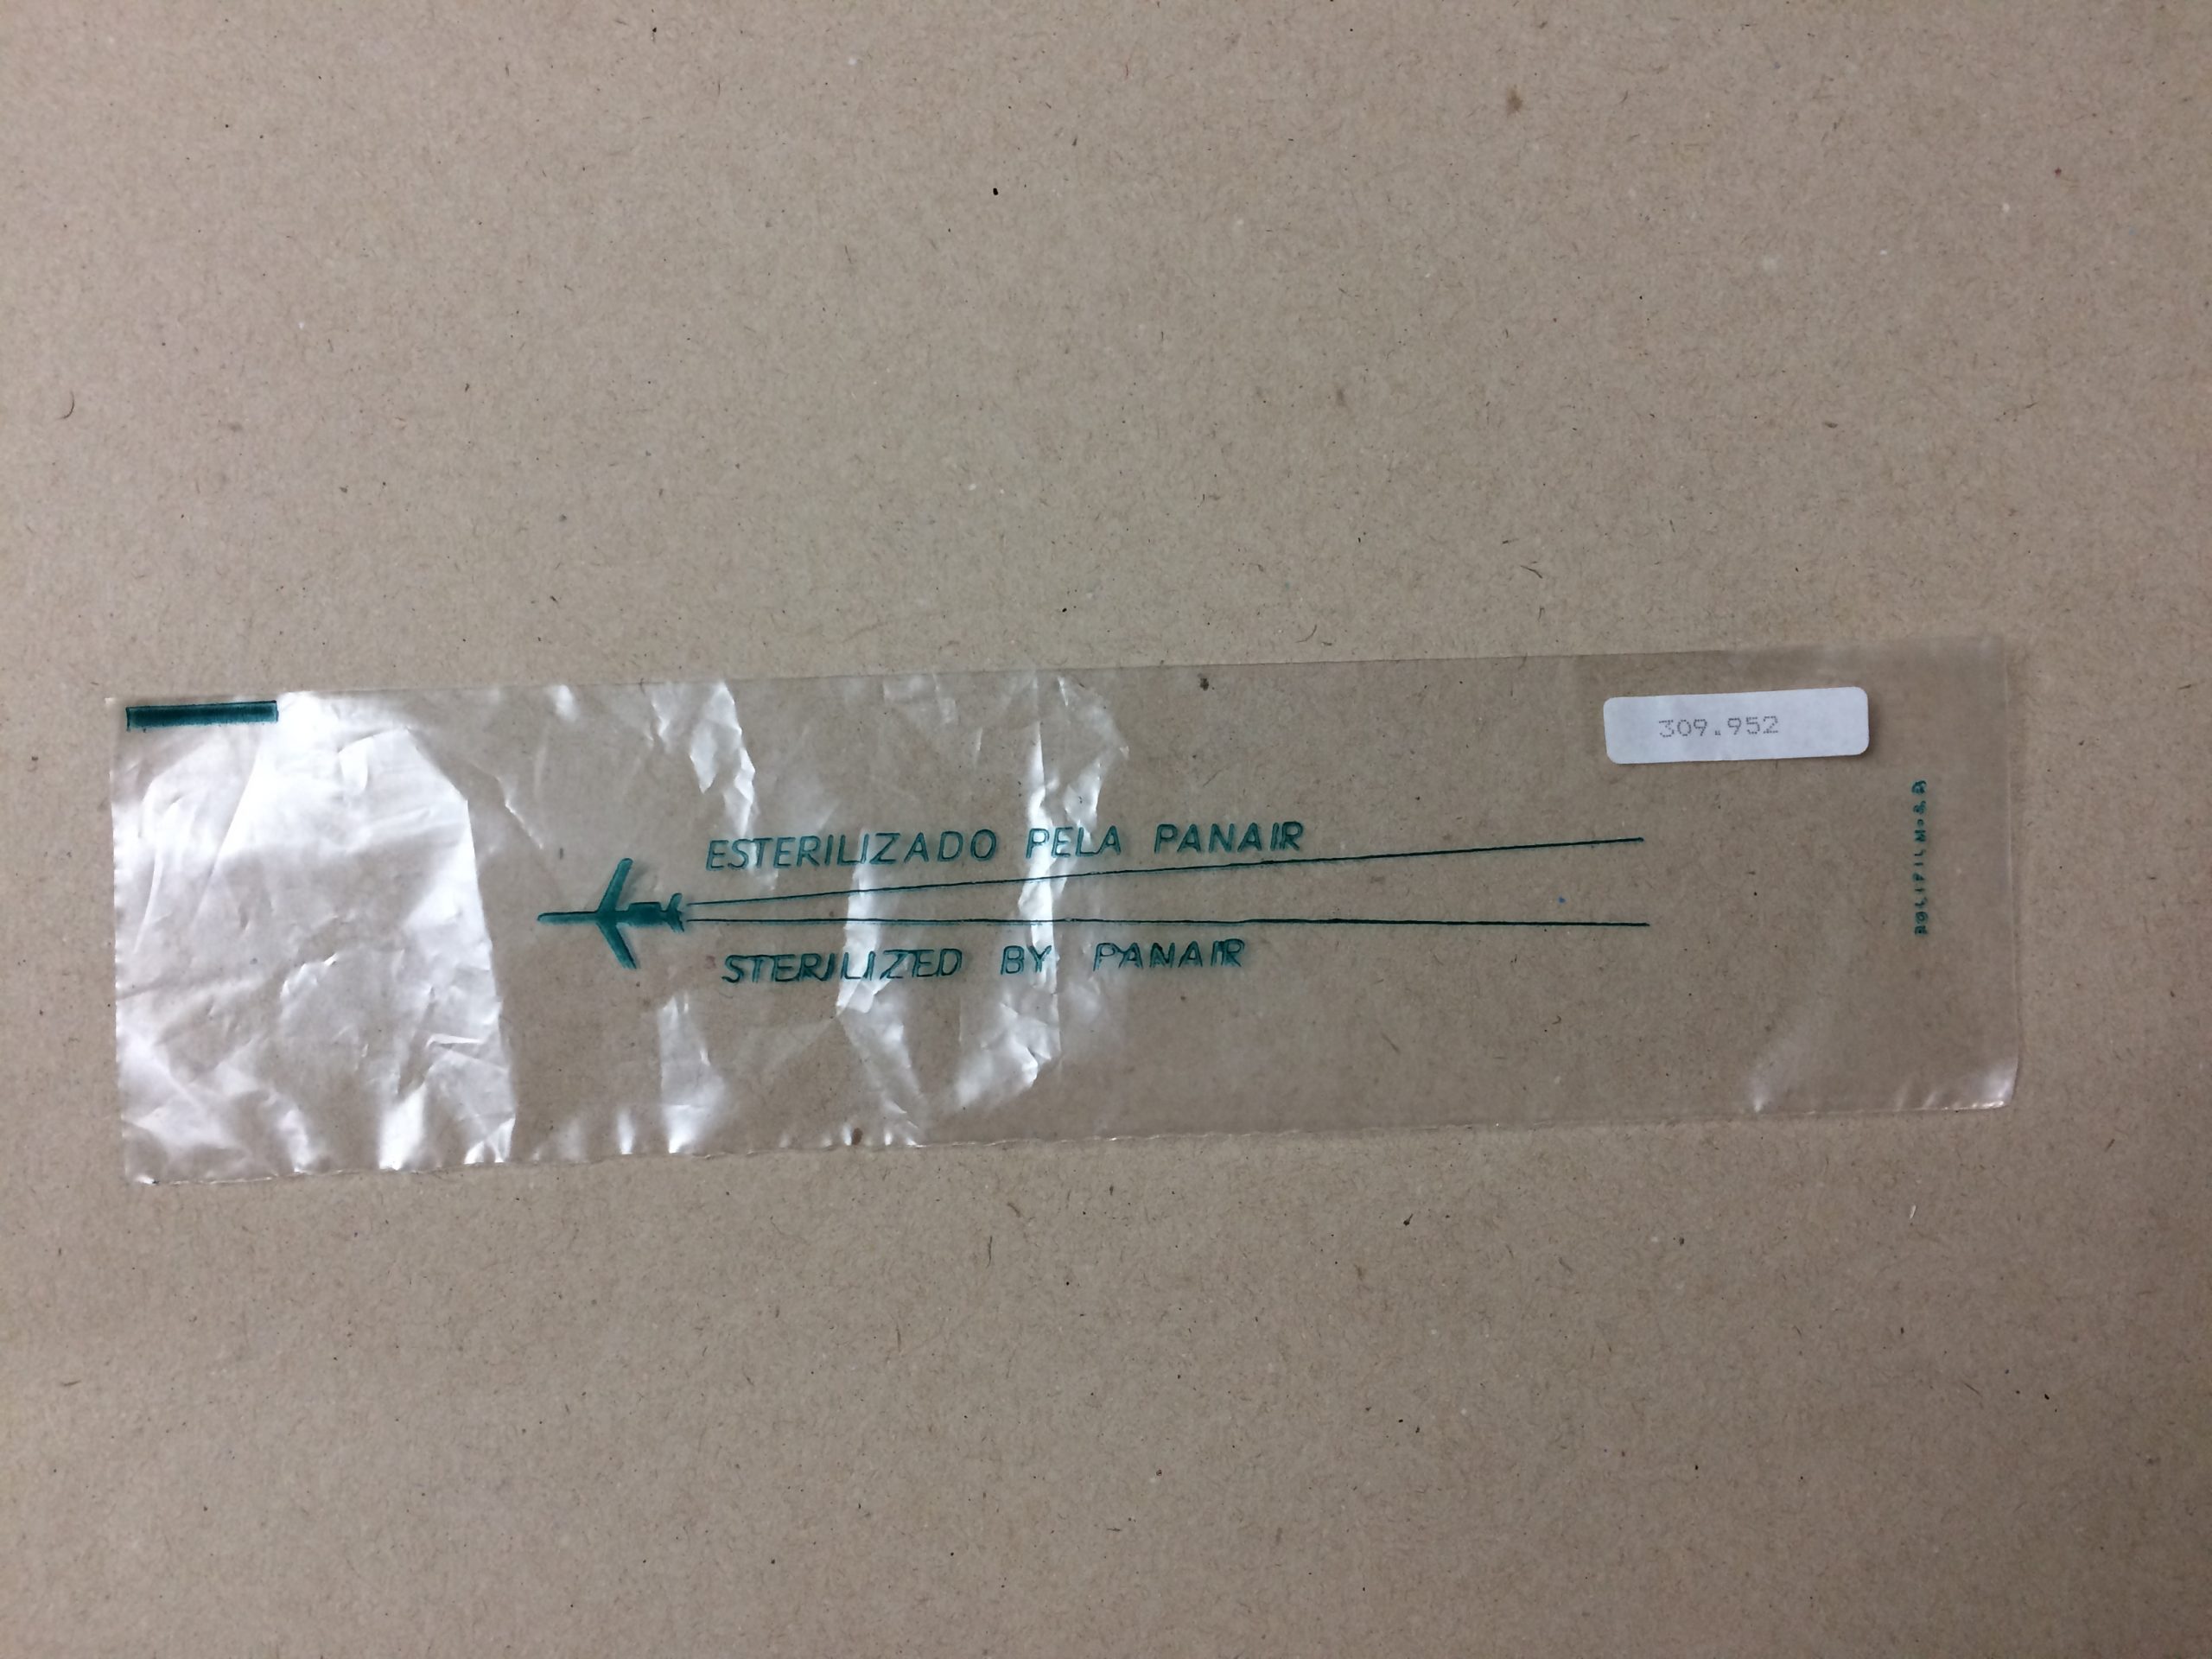 309.952
ESTERILIZADO PELA PANAIR
STERILIZED BY PANAIR